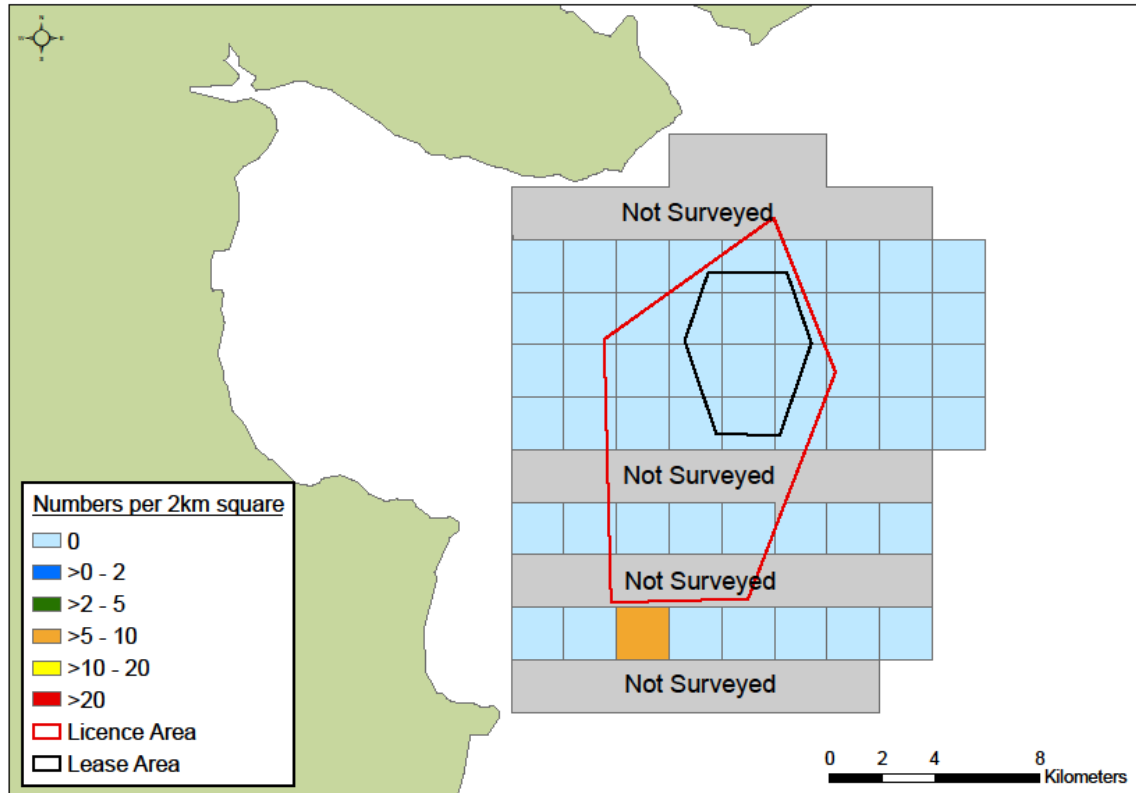 N
S
Not Surveyed
Not Surveyed
Not Surveyed
Not Surveyed
Numbers per 2km square
0
>0 - 2
>2 - 5
>5 - 10
>10 - 20
>20
Licence Area
Lease Area
0 2 4 8
Kilometers